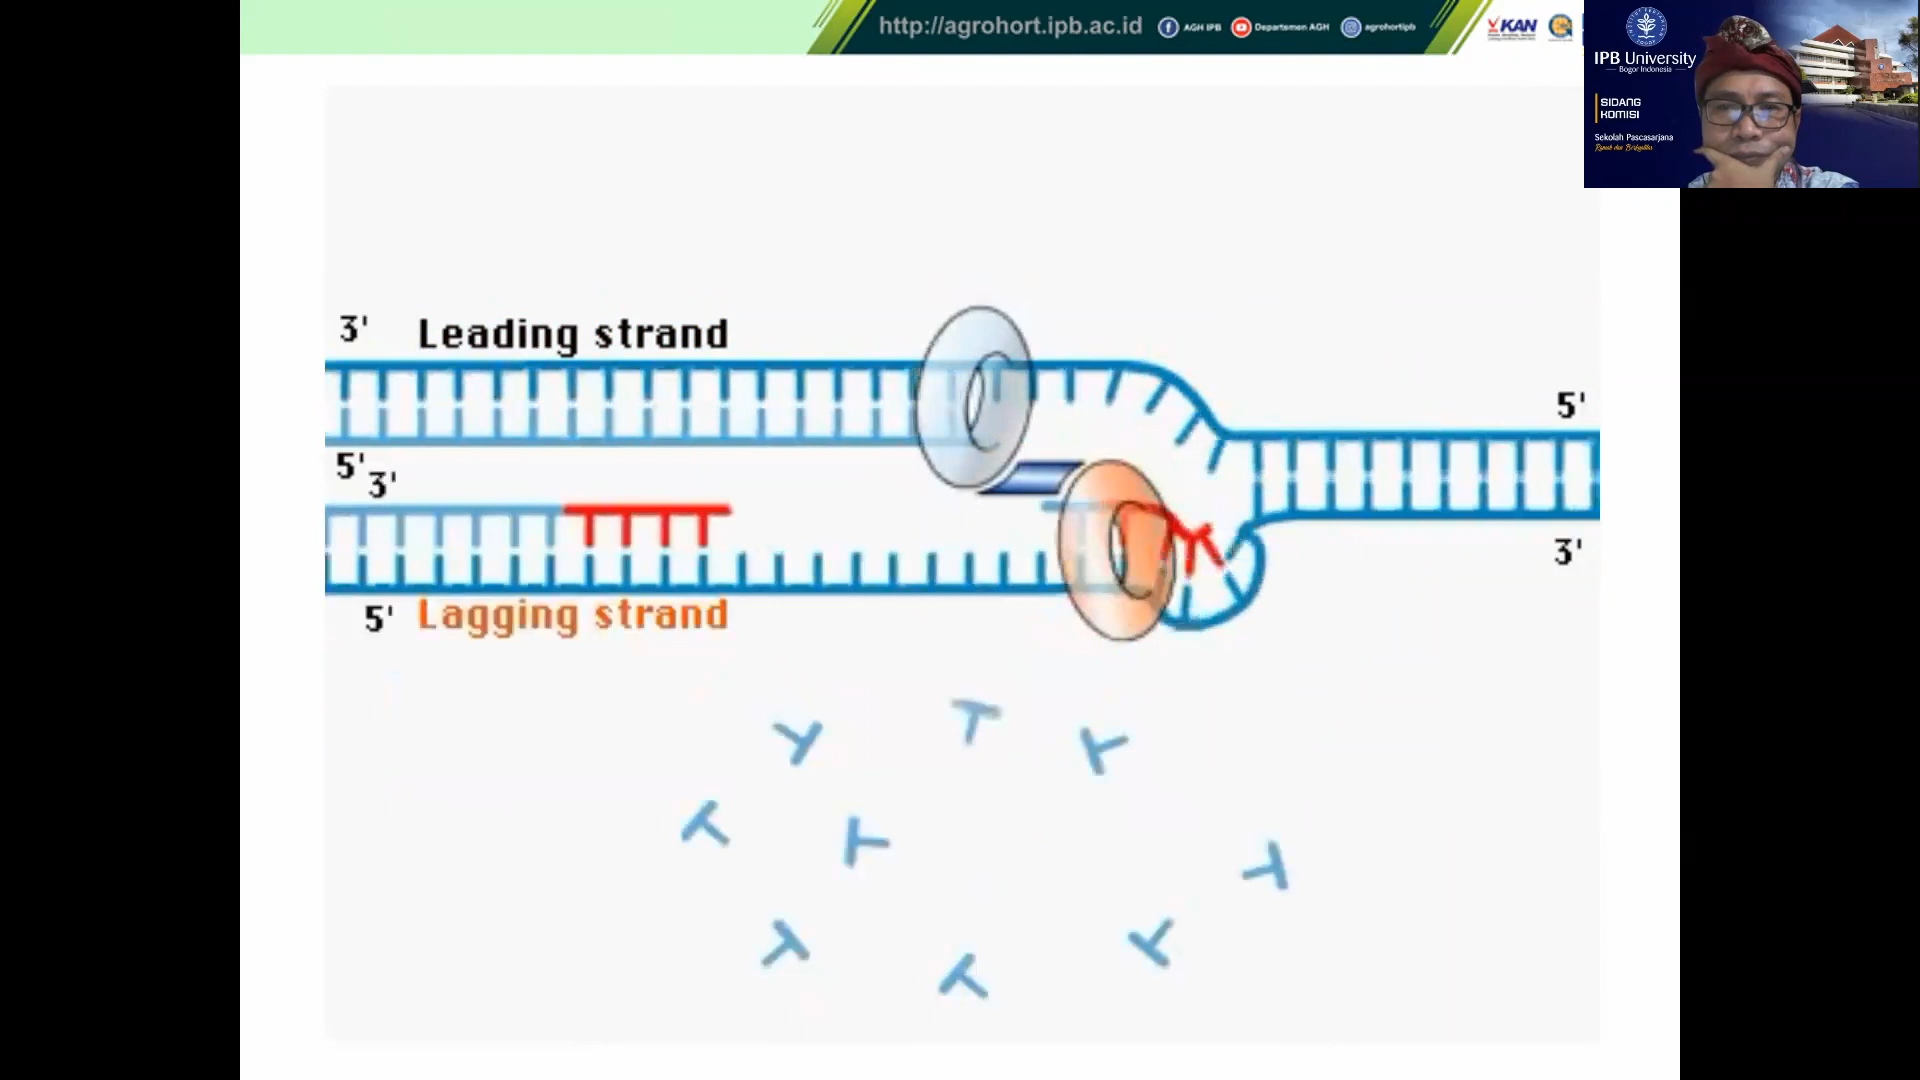 http://agrohort.ipb.ac.id
AGH IPB
Departemen AGH
agrohortipb
KAN
IPB University
Bogor Indonesia
SIDANG
KOMISI
Sekolah Pascasarjana
3'
Leading strand
5'
5'
3'
3'
5'
Lagging strand